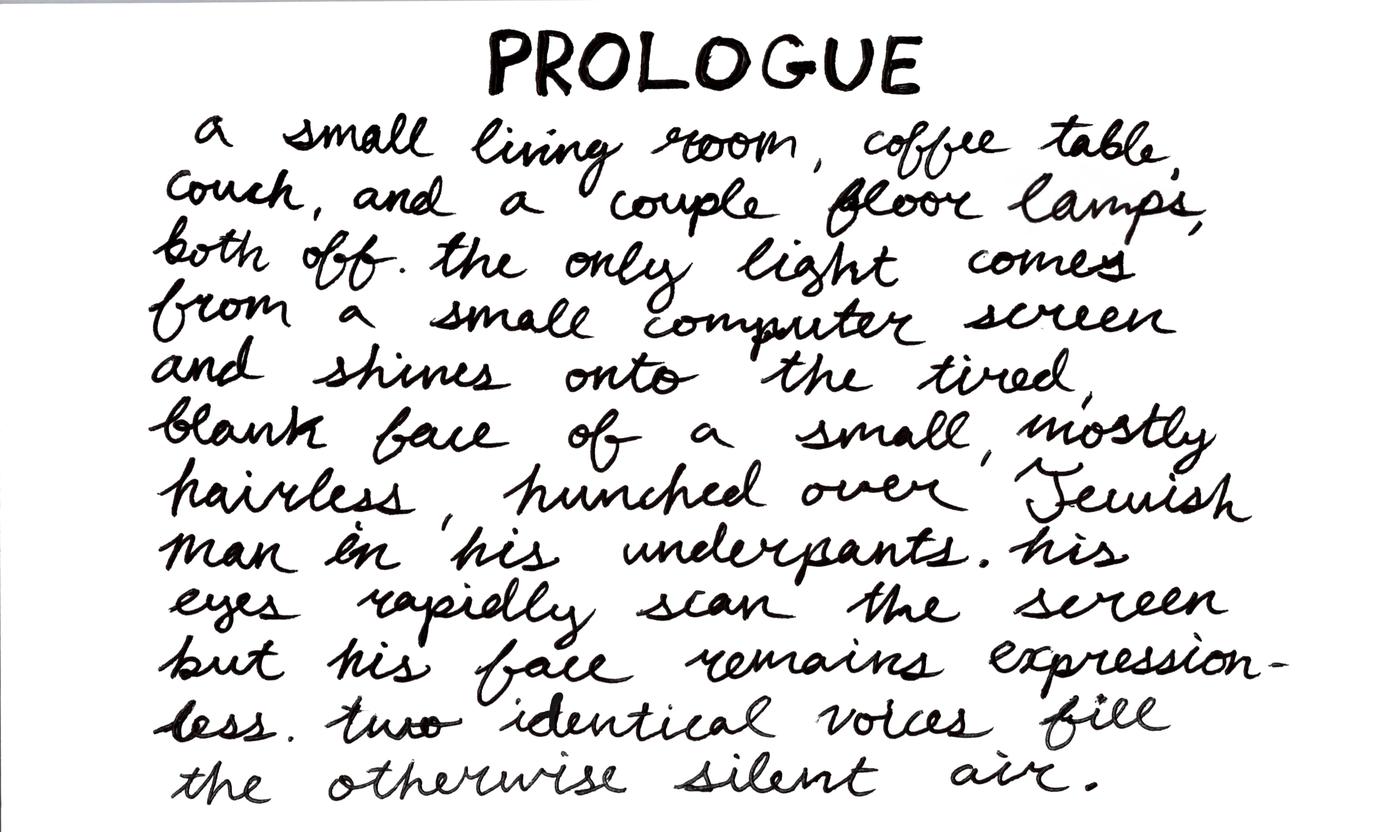 PROLOGUE
a small living room, coffee table,
couch, and a couple floor lamps,
both off. the only light comes
from a small computer screen
and shines onto the tired,
blank face of a small, mostly
hairless, hunched over Jewish
man in his underpants. his
eyes rapidly scan the screen
but his face remains expression-
less. two identical voices fill
the otherwise silent air.